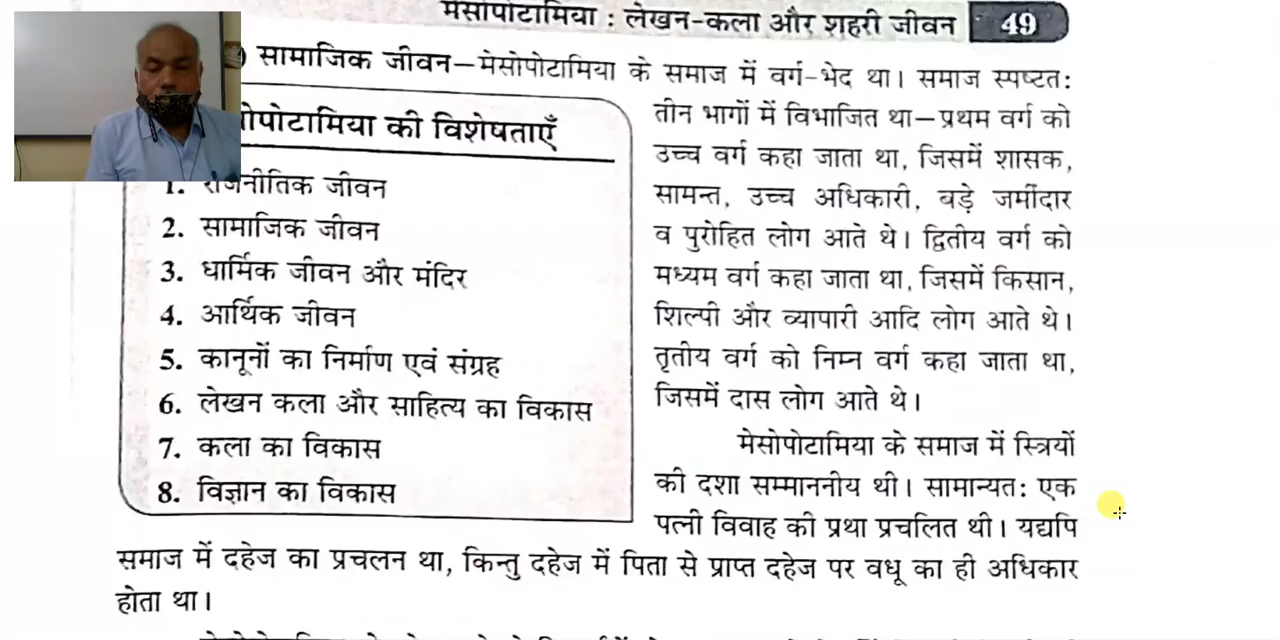 मेसोपोटामिया : लेखन-कला और शहरी जीवन 49
) सामाजिक जीवन—मेसोपोटामिया के समाज में वर्ग-भेद था। समाज स्पष्टत:
तीन भागों में विभाजित था—प्रथम वर्ग को
उच्च वर्ग कहा जाता था, जिसमें शासक,
सामन्त, उच्च अधिकारी, बड़े जमींदार
व पुरोहित लोग आते थे। द्वितीय वर्ग को
मध्यम वर्ग कहा जाता था, जिसमें किसान,
शिल्पी और व्यापारी आदि लोग आते थे।
तृतीय वर्ग को निम्न वर्ग कहा जाता था,
जिसमें दास लोग आते थे।
की विशेषताएँ
1. राजनीतिक जीवन
2. सामाजिक जीवन
3. धार्मिक जीवन और मंदिर
4. आर्थिक जीवन
5. कानूनों का निर्माण एवं संग्रह
6. लेखन कला और साहित्य का विकास
7. कला का विकास
8. विज्ञान का विकास
मेसोपोटामिया के समाज में स्त्रियों
की दशा सम्माननीय थी। सामान्यत: एक
पत्नी विवाह की प्रथा प्रचलित थी। यद्यपि
समाज में दहेज का प्रचलन था, किन्तु दहेज में पिता से प्राप्त दहेज पर वधू का ही अधिकार
होता था।